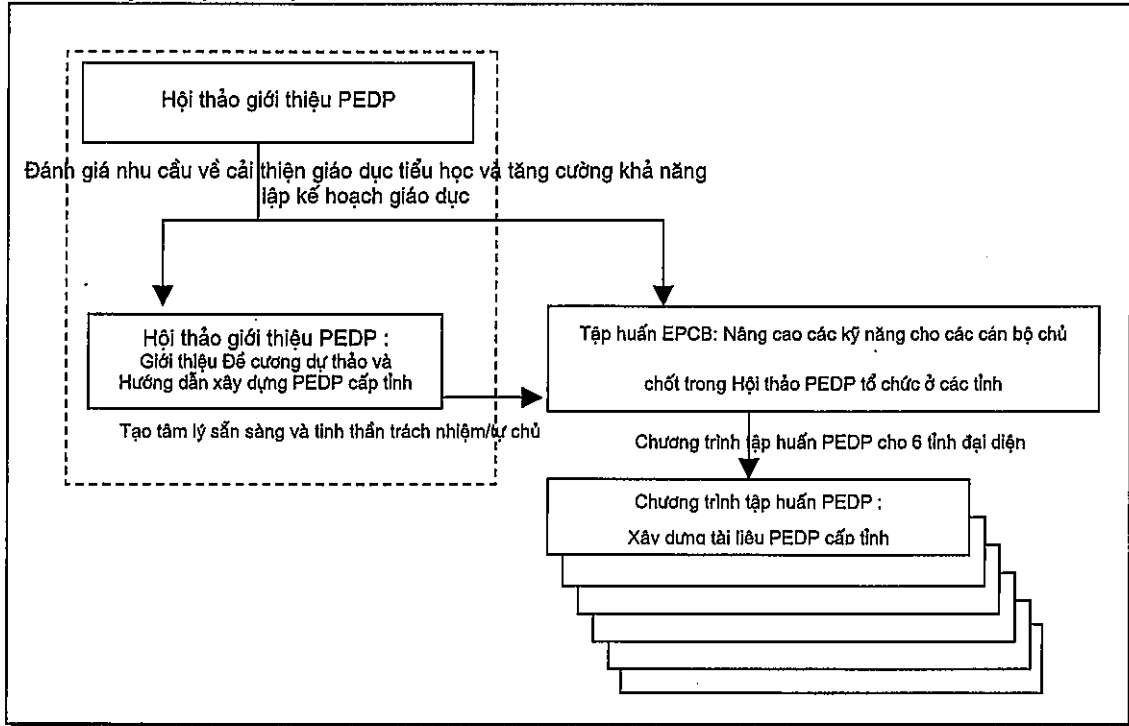 Hội thảo giới thiệu PEDP
Đánh giá nhu cầu về cải thiện giáo dục tiểu học và tăng cường khả năng
lập kế hoạch giáo dục
Hội thảo giới thiệu PEDP :
Giới thiệu Đề cương dự thảo và
Hướng dẫn xây dựng PEDP cấp tỉnh
Tạo tâm lý sẵn sàng và tinh thần trách nhiệm/tự chủ
Tập huấn EPCB: Nâng cao các kỹ năng cho các cán bộ chủ
chốt trong Hội thảo PEDP tổ chức ở các tỉnh
Chương trình tập huấn PEDP cho 6 tỉnh đại diện
Chương trình tập huấn PEDP :
Xây dựng tài liệu PEDP cấp tỉnh